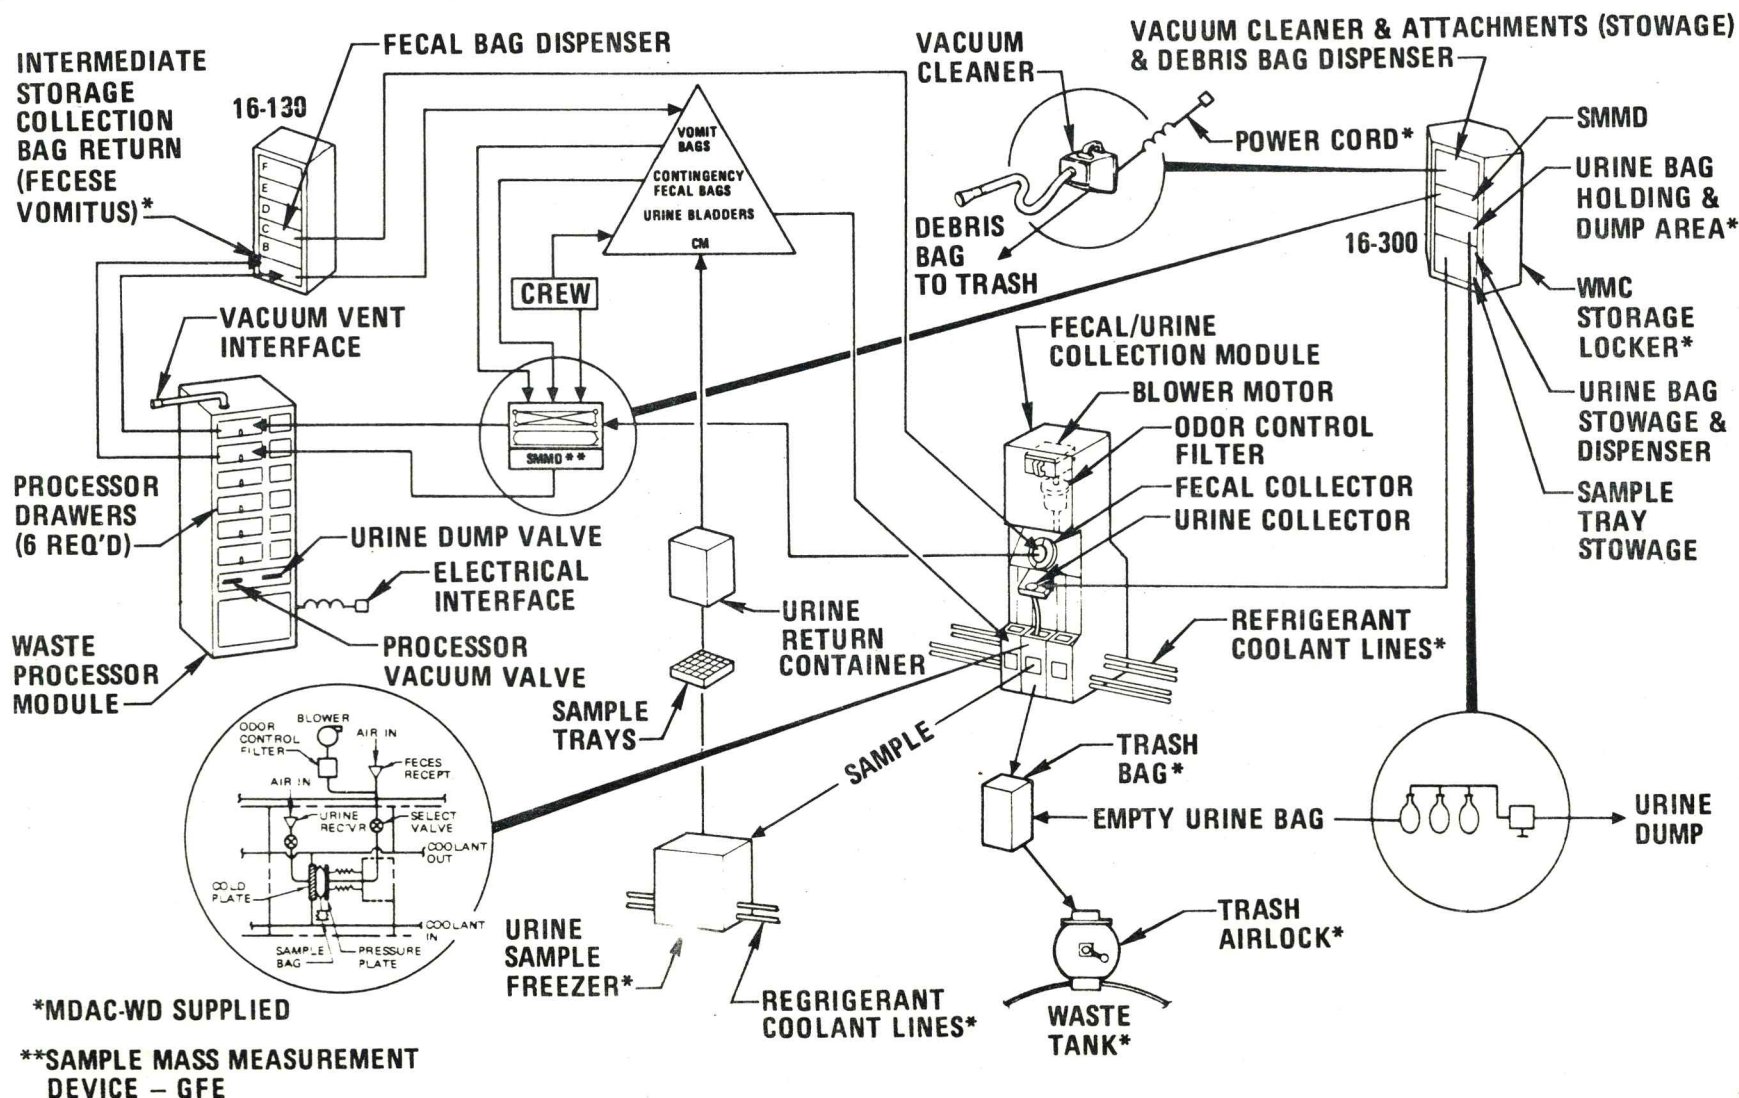 INTERMEDIATE
STORAGE
COLLECTION
BAG RETURN
(FECESE
VOMITUS)*
16-130
FECAL BAG DISPENSER
F
E
D
C
B
VOMIT
BAGS
CONTINGENCY
FECAL BAGS
URINE BLADDERS
CM
CREW
VACUUM
CLEANER
VACUUM CLEANER & ATTACHMENTS (STOWAGE)
& DEBRIS BAG DISPENSER
POWER CORD*
DEBRIS
BAG
TO TRASH
SMMD
URINE BAG
HOLDING &
DUMP AREA*
16-300
WMC
STORAGE
LOCKER*
URINE BAG
STOWAGE &
DISPENSER
SAMPLE
TRAY
STOWAGE
VACUUM VENT
INTERFACE
SMMD**
FECAL/URINE
COLLECTION MODULE
BLOWER MOTOR
ODOR CONTROL
FILTER
FECAL COLLECTOR
URINE COLLECTOR
PROCESSOR
DRAWERS
(6 REQ'D)
URINE DUMP VALVE
ELECTRICAL
INTERFACE
PROCESSOR
VACUUM VALVE
WASTE
PROCESSOR
MODULE
URINE
RETURN
CONTAINER
SAMPLE
TRAYS
REFRIGERANT
COOLANT LINES*
SAMPLE
TRASH
BAG*
EMPTY URINE BAG
URINE
DUMP
ODOR
CONTROL
FILTER
BLOWER
AIR IN
FECES
RECEPT
AIR IN
URINE
REC'VR
SELECT
VALVE
COOLANT
OUT
COLD
PLATE
COOLANT
IN
SAMPLE
BAG
PRESSURE
PLATE
URINE
SAMPLE
FREEZER*
REGRIGERANT
COOLANT LINES*
TRASH
AIRLOCK*
WASTE
TANK*
*MDAC-WD SUPPLIED
**SAMPLE MASS MEASUREMENT
DEVICE – GFE